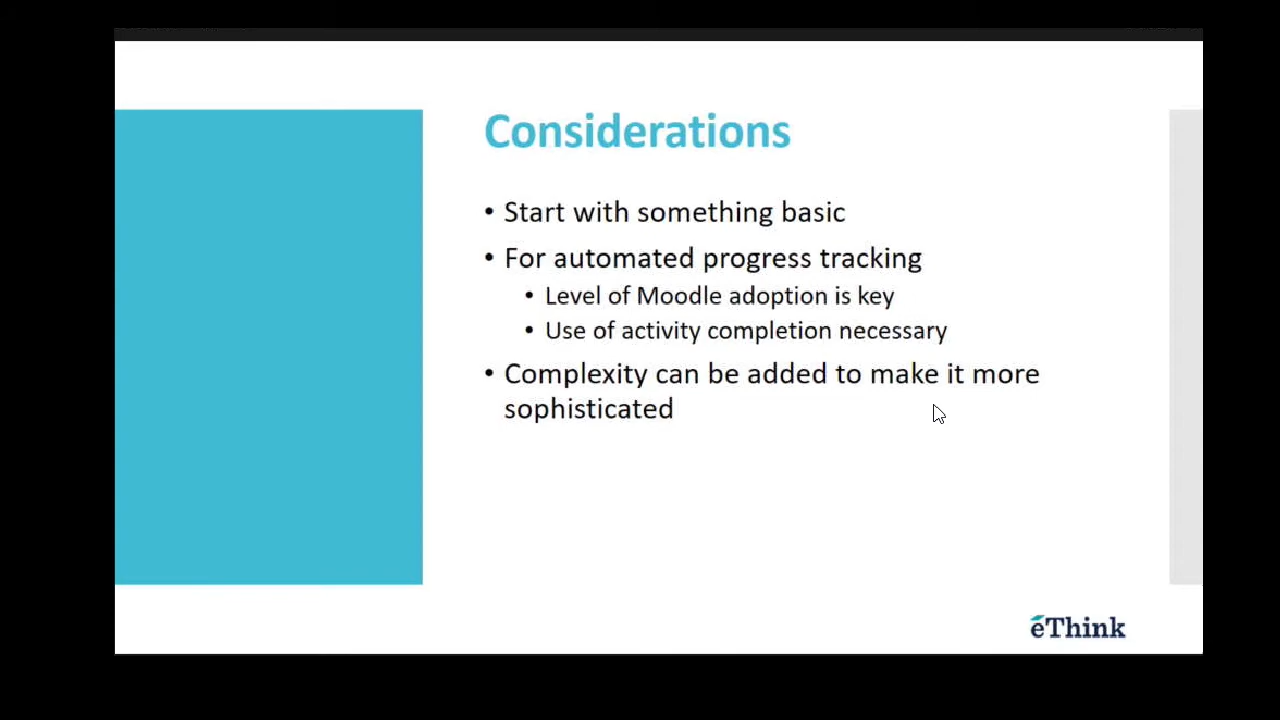 Considerations
• Start with something basic
• For automated progress tracking
• Level of Moodle adoption is key
• Use of activity completion necessary
• Complexity can be added to make it more
sophisticated
eThink